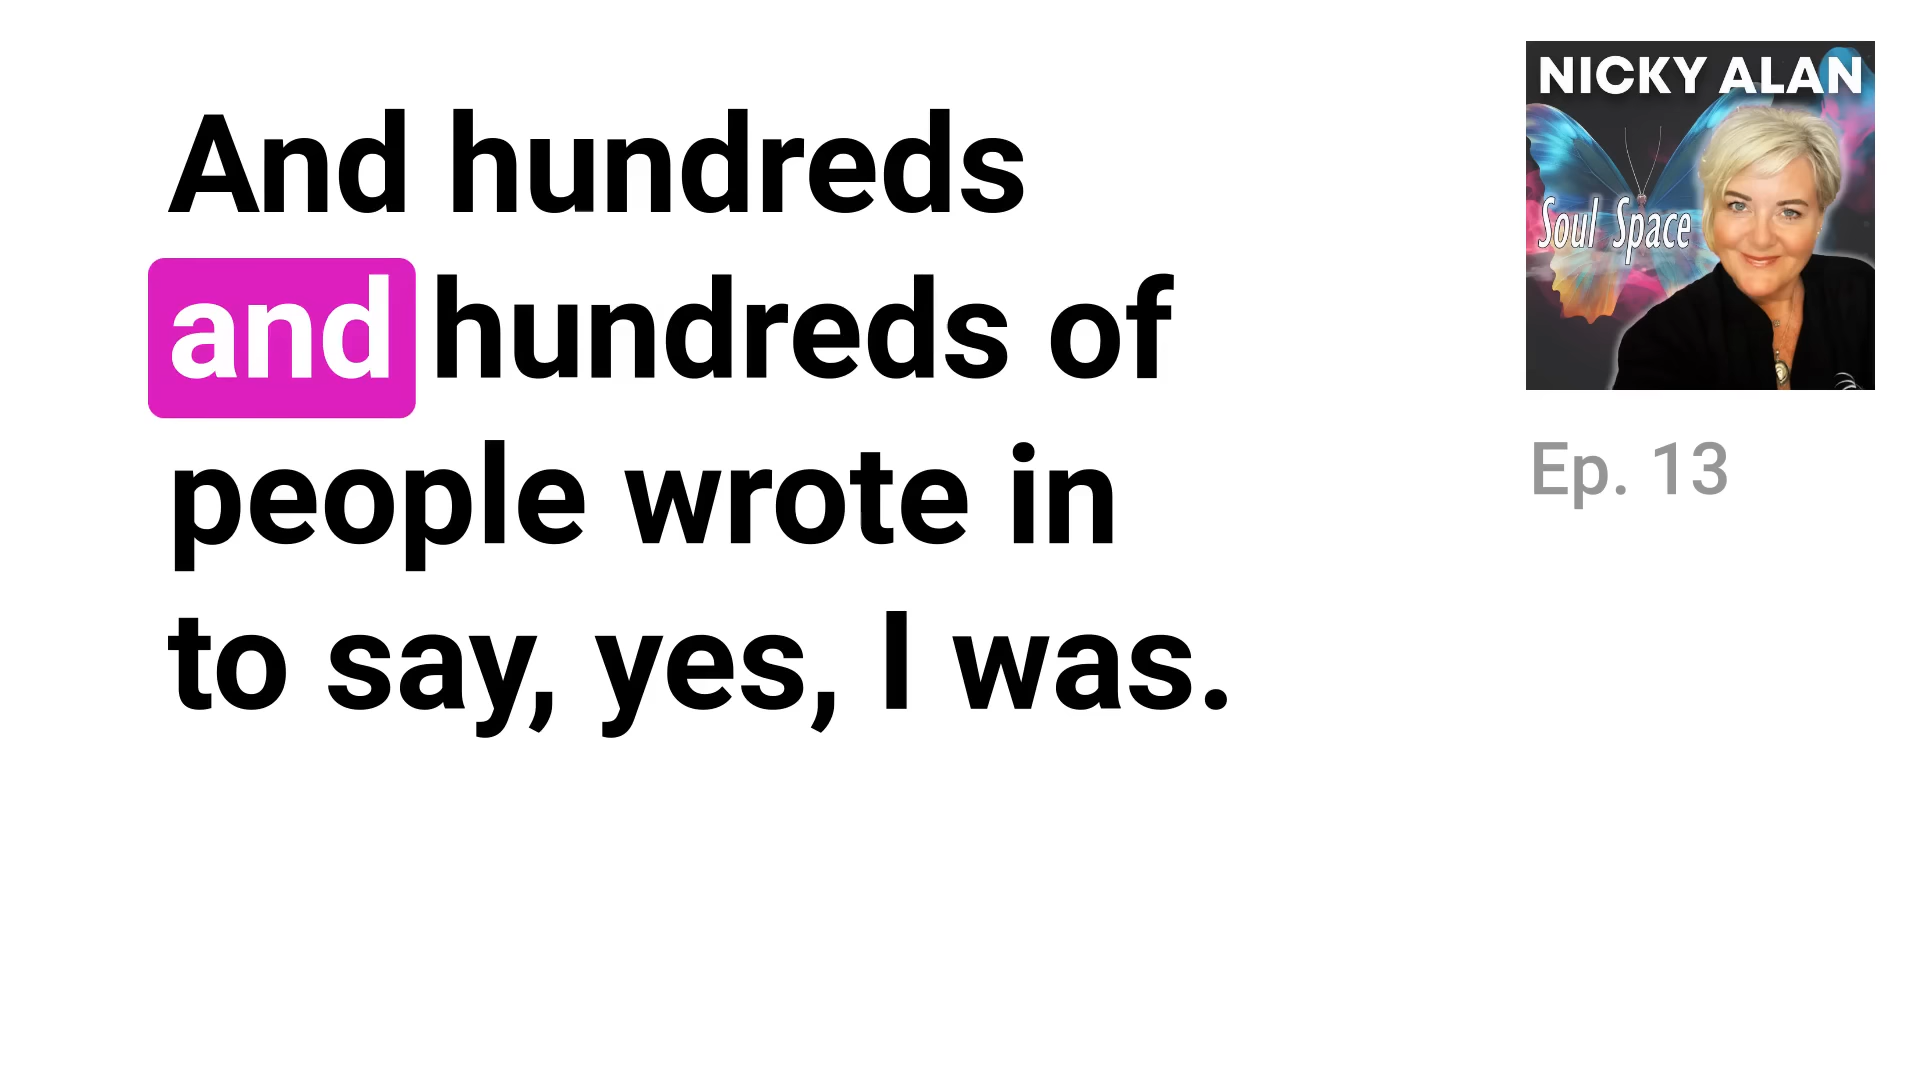 And hundreds
and hundreds of
people wrote in
to say, yes, I was.
NICKY ALAN
Soul Space
Ep. 13